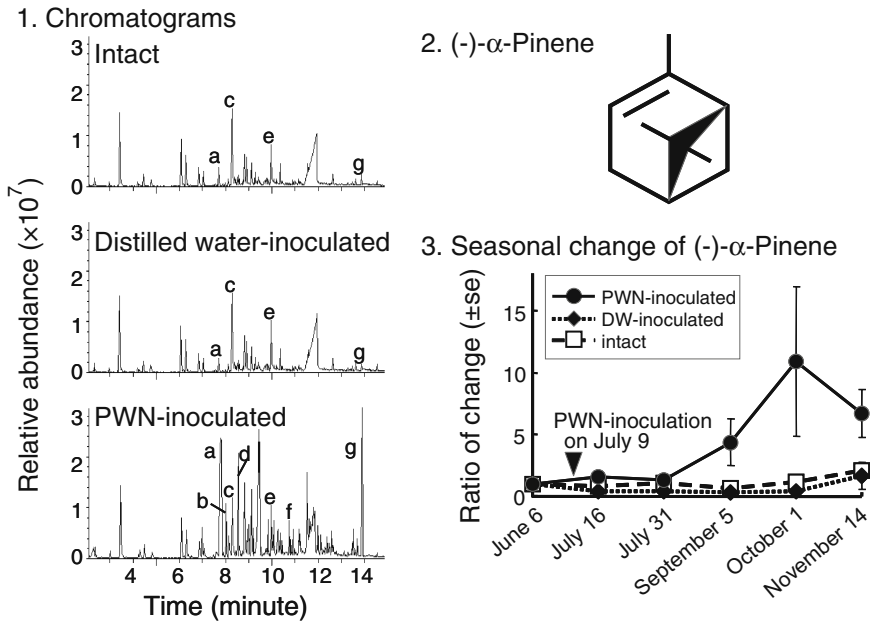 1. Chromatograms
Intact
3
2
1
0
a
c
e
g
Distilled water-inoculated
3
2
1
0
a
c
e
g
PWN-inoculated
3
2
1
0
a
b
c
d
e
f
g
4 6 8 10 12 14
Time (minute)
Relative abundance (×10⁷)
2. (-)-α-Pinene
3. Seasonal change of (-)-α-Pinene
PWN-inoculated
DW-inoculated
intact
PWN-inoculation
on July 9
15
10
5
0
Ratio of change (±se)
June 6
July 16
July 31
September 5
October 1
November 14